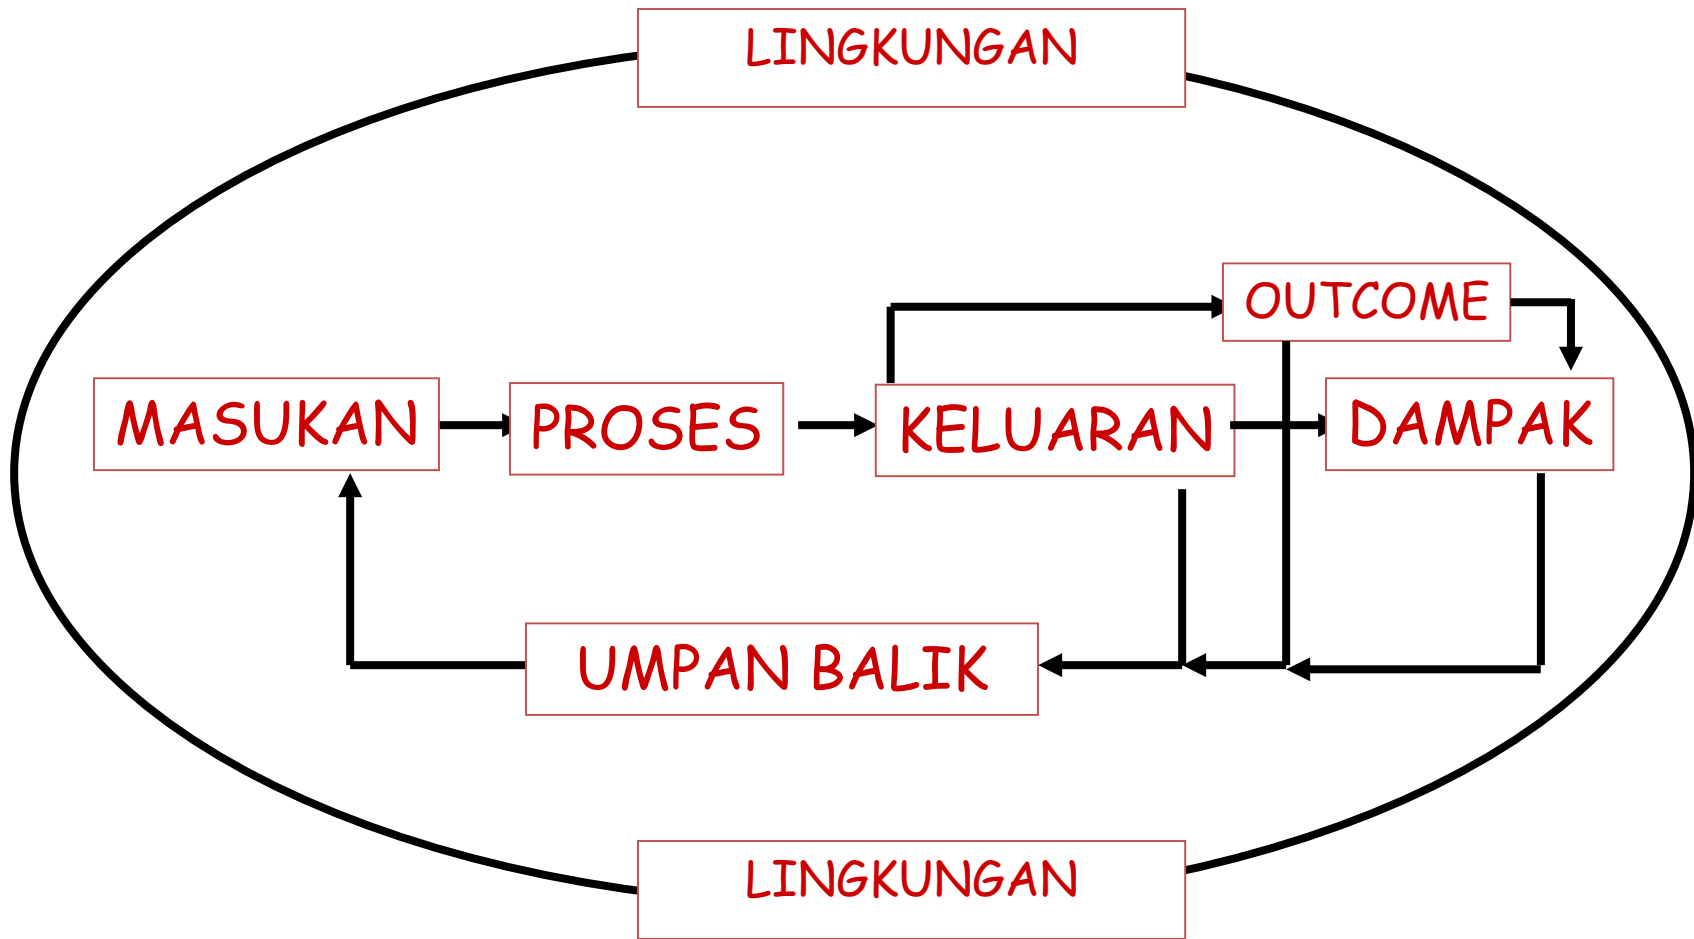 LINGKUNGAN
OUTCOME
MASUKAN
PROSES
KELUARAN
DAMPAK
UMPAN BALIK
LINGKUNGAN